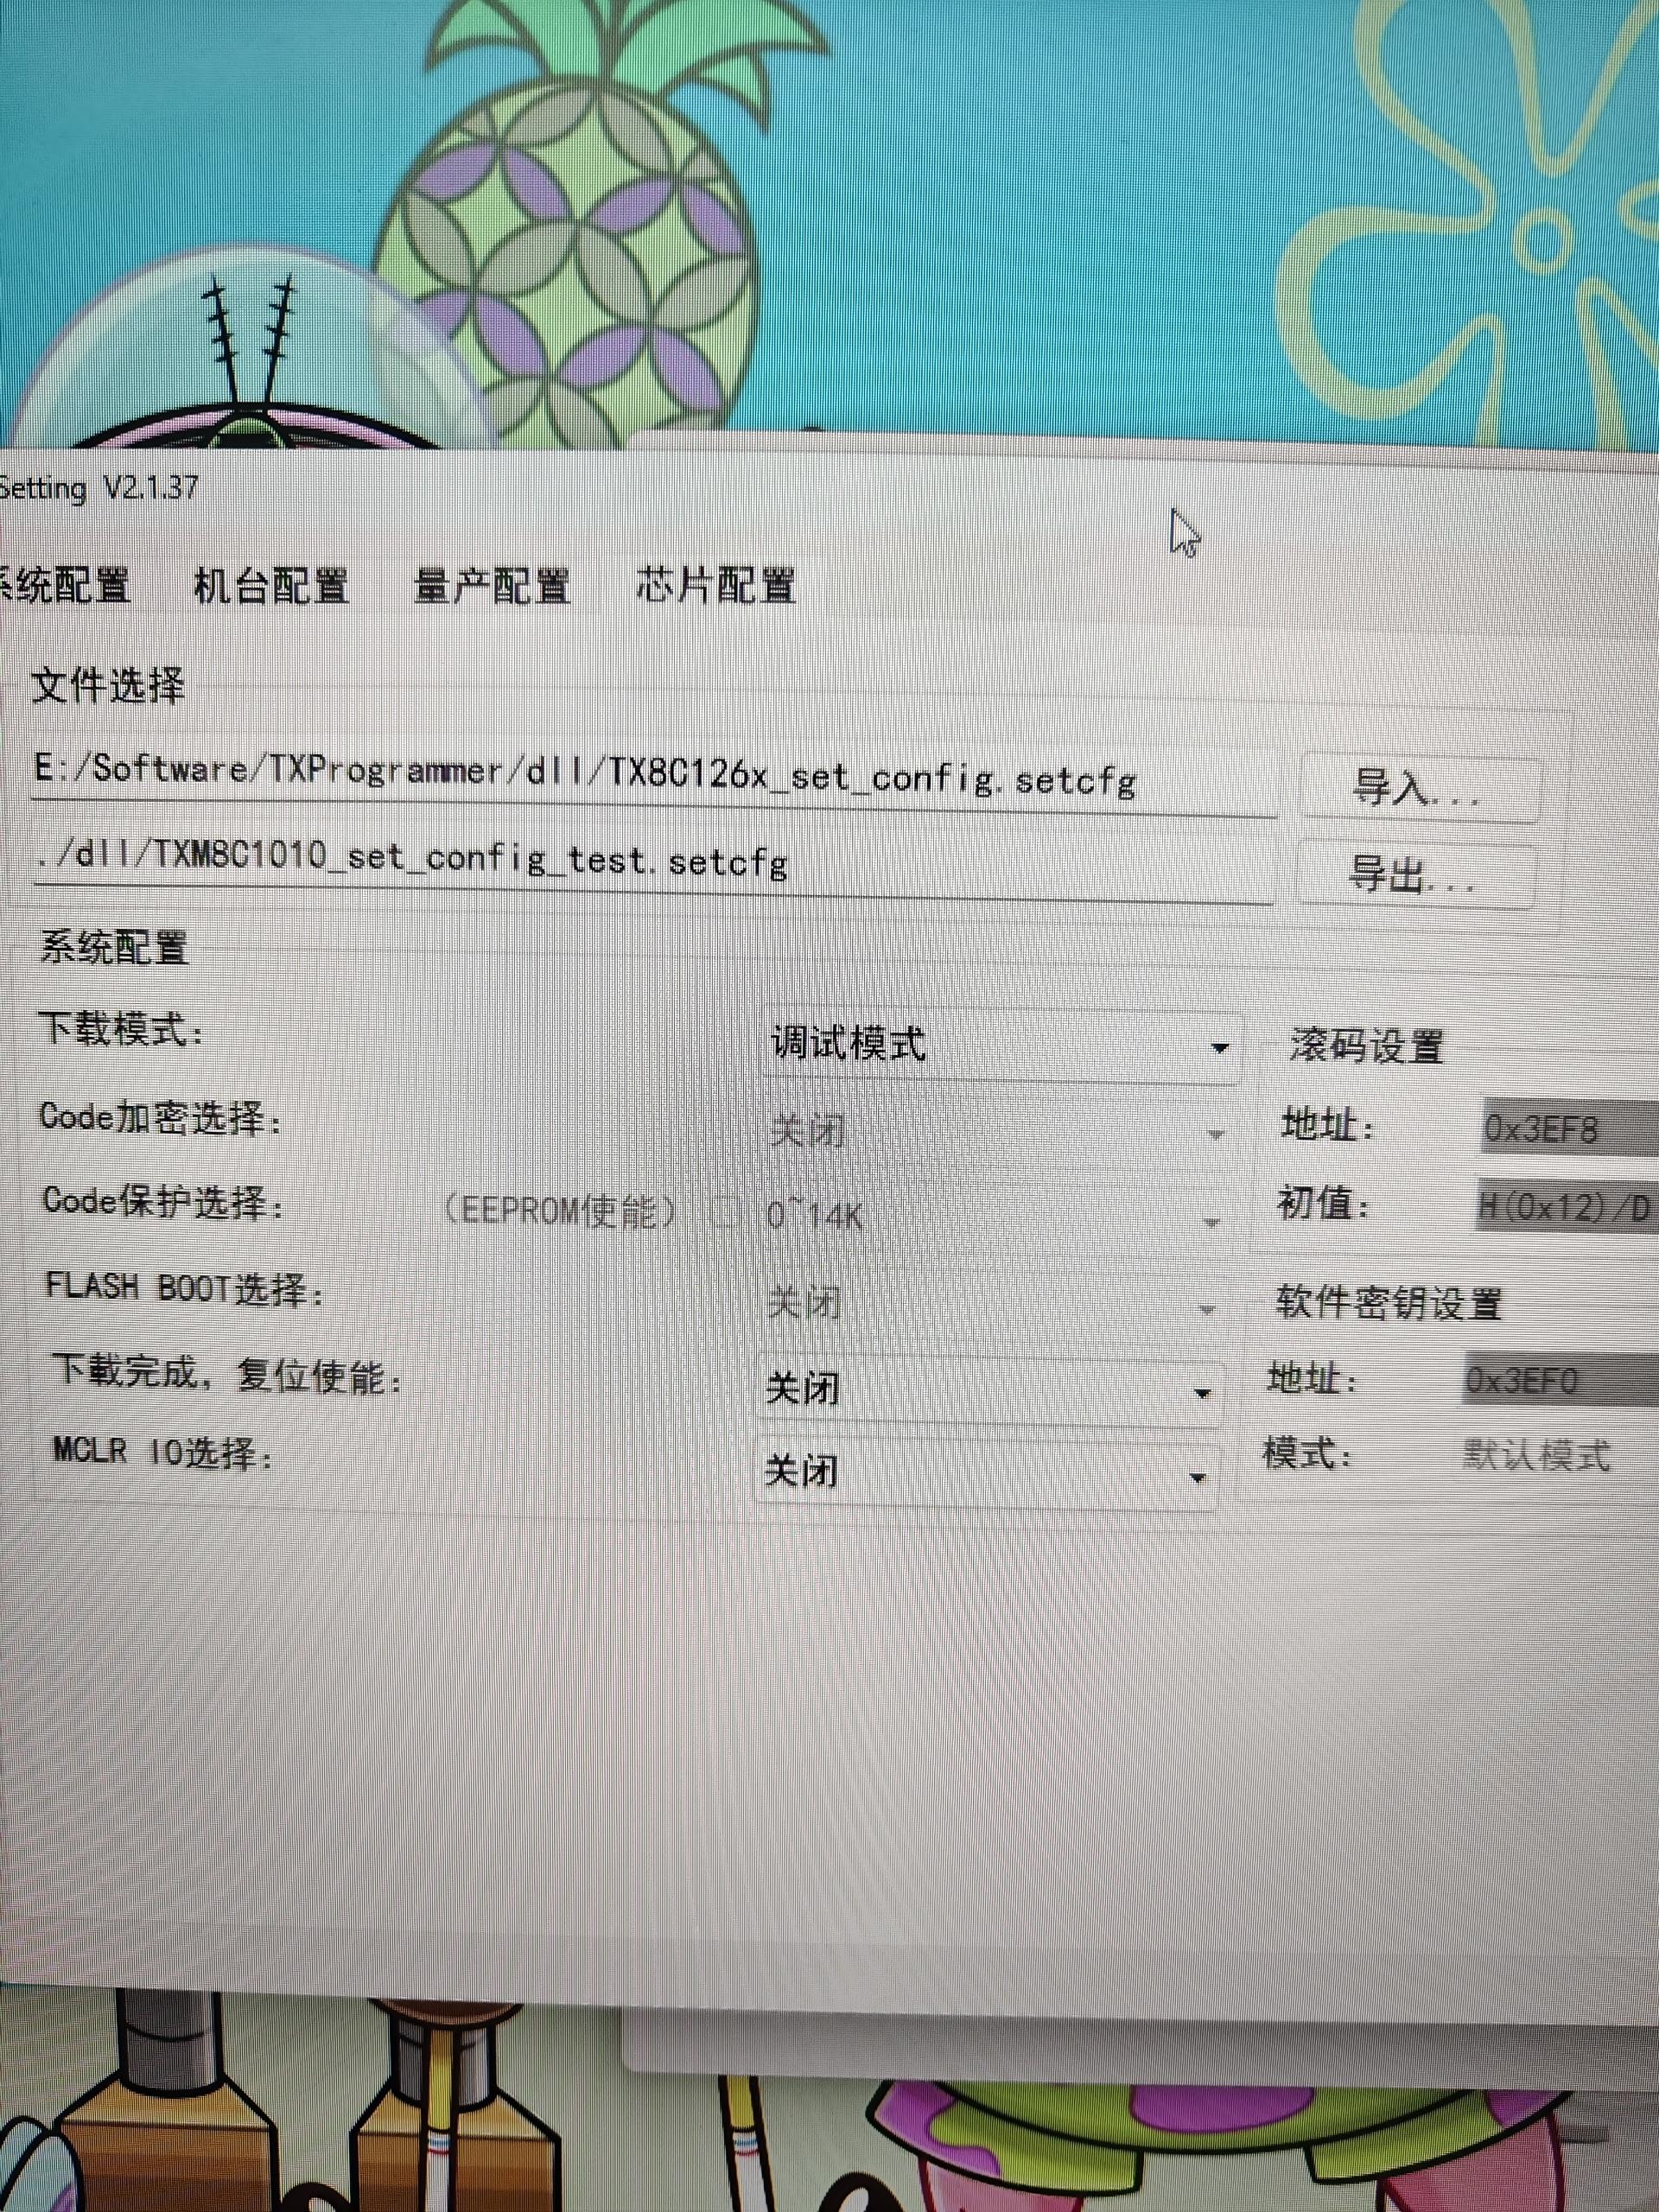 Setting V2.1.37
系统配置 机台配置 量产配置 芯片配置
文件选择
E:/Software/TXProgrammer/dll/TX8C126x_set_config.setcfg 导入...
./dll/TXM8C1010_set_config_test.setcfg 导出...
系统配置
下载模式: 调试模式 滚码设置
Code加密选择: 关闭 地址: 0x3EF8
Code保护选择: (EEPROM使能) 0~14K 初值: H(0x12)/D
FLASH BOOT选择: 关闭 软件密钥设置
下载完成, 复位使能: 关闭 地址: 0x3EF0
MCLR IO选择: 关闭 模式: 默认模式